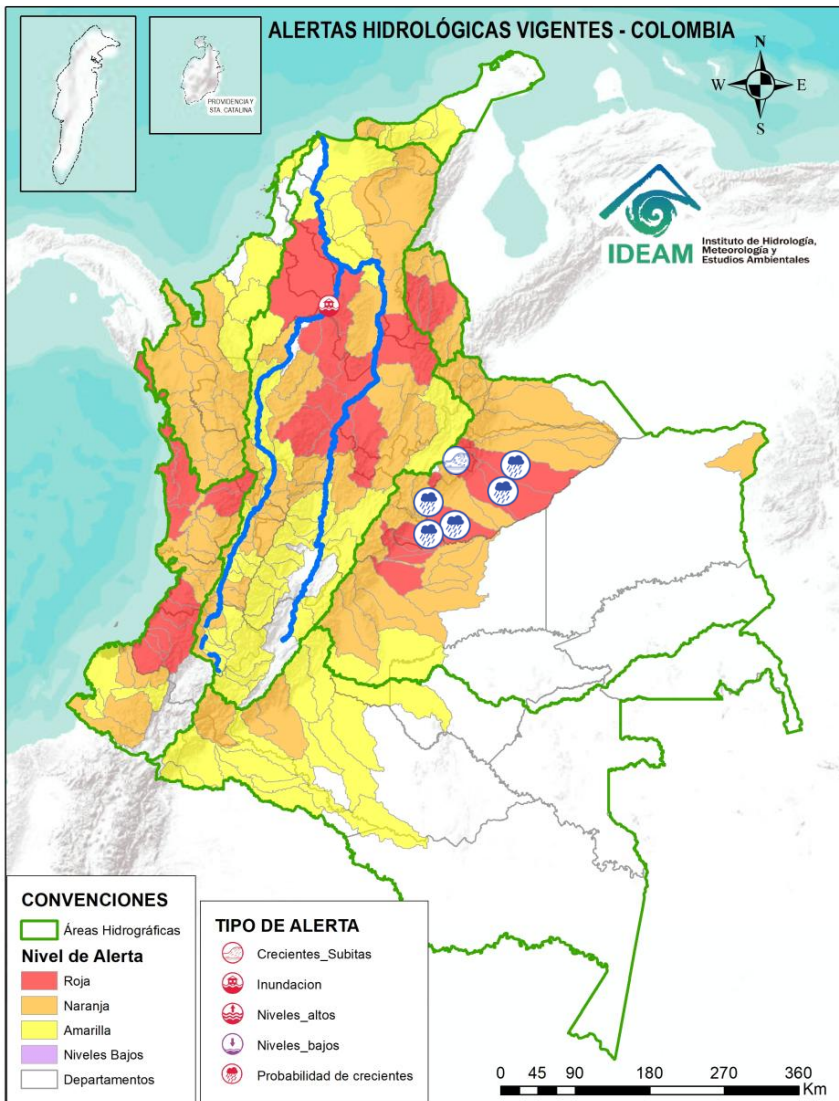 ALERTAS HIDROLÓGICAS VIGENTES - COLOMBIA
PROVIDENCIA Y
STA. CATALINA
N
W
E
S
IDEAM
Instituto de Hidrología,
Meteorología y
Estudios Ambientales
CONVENCIONES
Áreas Hidrográficas
Nivel de Alerta
Roja
Naranja
Amarilla
Niveles Bajos
Departamentos
TIPO DE ALERTA
Crecientes_Subitas
Inundacion
Niveles_altos
Niveles_bajos
Probabilidad de crecientes
0 45 90 180 270 360
Km